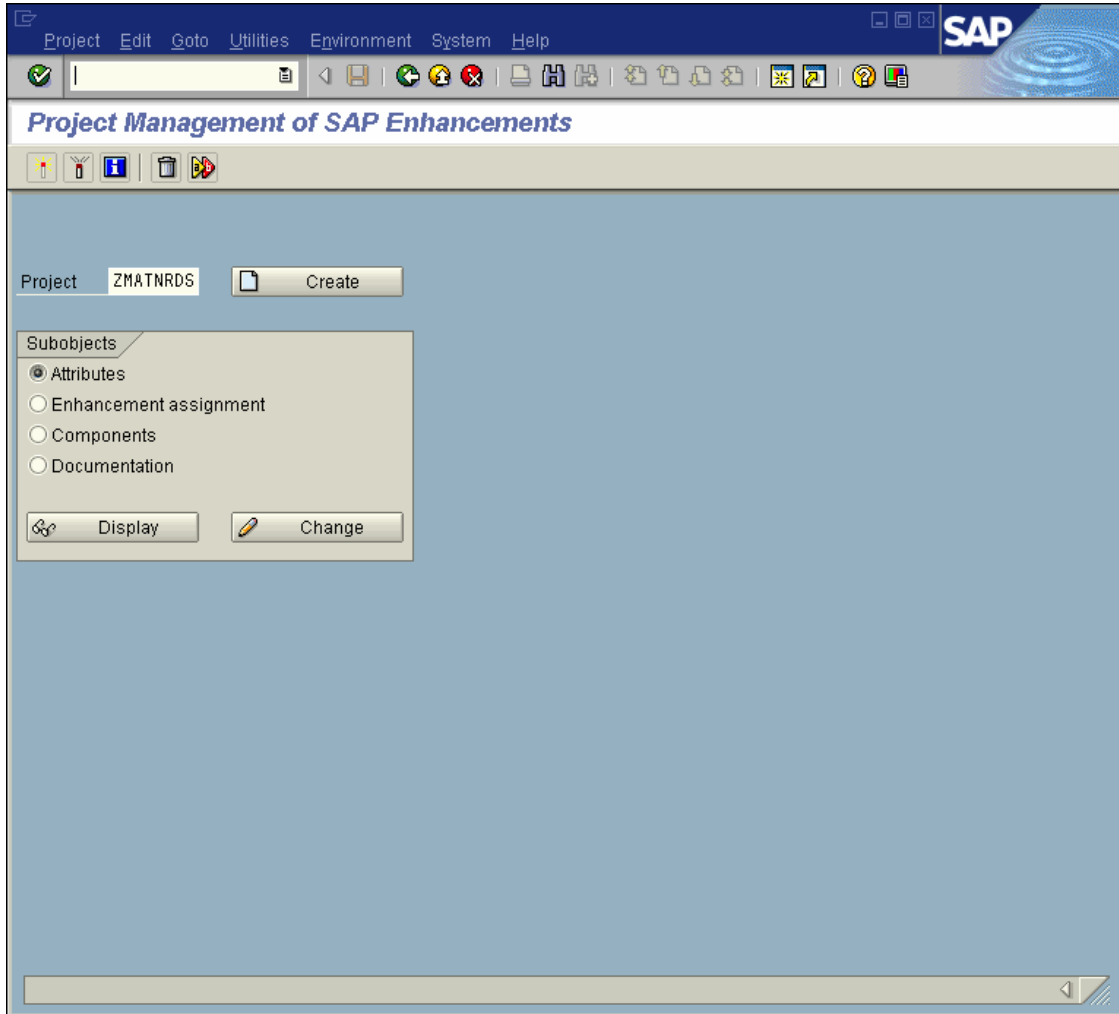 Project Edit Goto Utilities Environment System Help
SAP
Project Management of SAP Enhancements
Project ZMATNRDS Create
Subobjects
Attributes
Enhancement assignment
Components
Documentation
Display Change